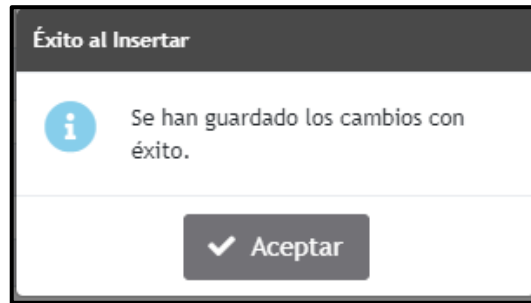 Éxito al Insertar
Se han guardado los cambios con
éxito.
Aceptar